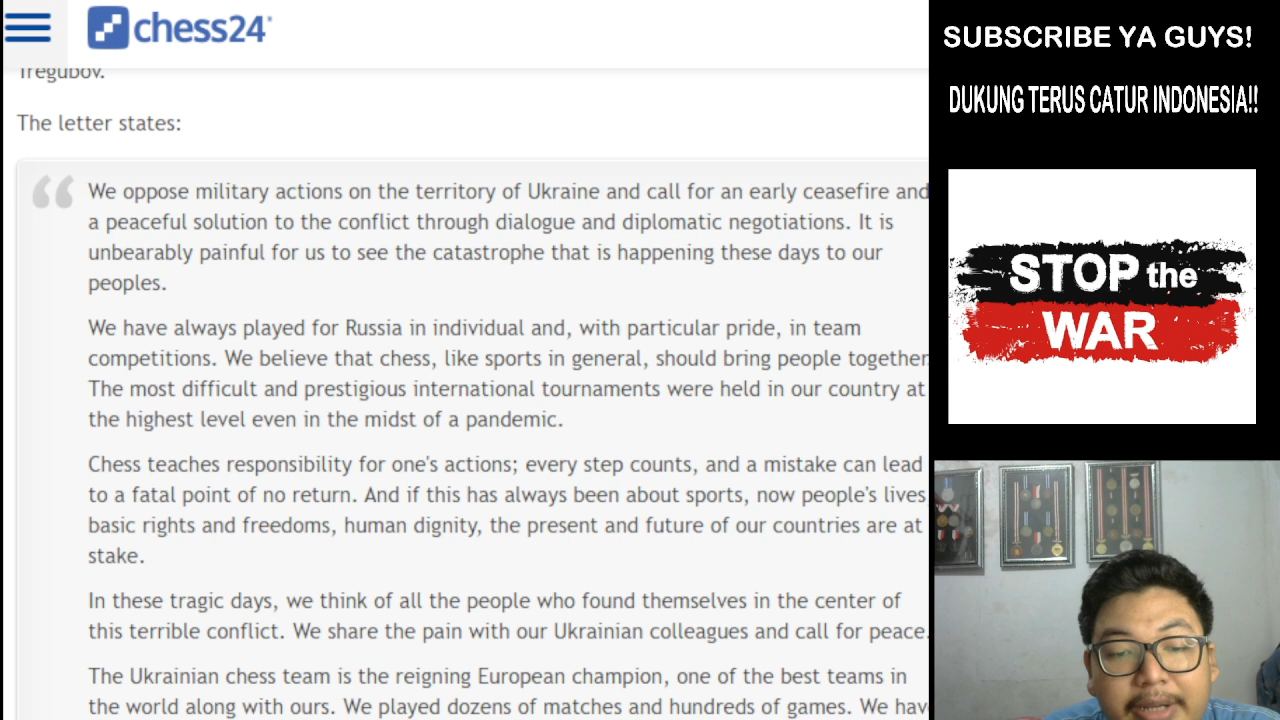 chess24
Tregubov.
The letter states:
We oppose military actions on the territory of Ukraine and call for an early ceasefire and
a peaceful solution to the conflict through dialogue and diplomatic negotiations. It is
unbearably painful for us to see the catastrophe that is happening these days to our
peoples.
We have always played for Russia in individual and, with particular pride, in team
competitions. We believe that chess, like sports in general, should bring people together
The most difficult and prestigious international tournaments were held in our country at
the highest level even in the midst of a pandemic.
Chess teaches responsibility for one's actions; every step counts, and a mistake can lead
to a fatal point of no return. And if this has always been about sports, now people's lives
basic rights and freedoms, human dignity, the present and future of our countries are at
stake.
In these tragic days, we think of all the people who found themselves in the center of
this terrible conflict. We share the pain with our Ukrainian colleagues and call for peace.
The Ukrainian chess team is the reigning European champion, one of the best teams in
the world along with ours. We played dozens of matches and hundreds of games. We hav
SUBSCRIBE YA GUYS!
DUKUNG TERUS CATUR INDONESIA!!
STOP the
WAR